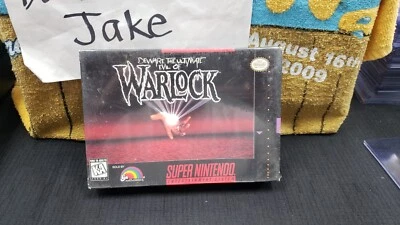 Jake
August 16th
2009
BEWARE THE ULTIMATE
EVIL OF
WARLOCK
SUPER NINTENDO